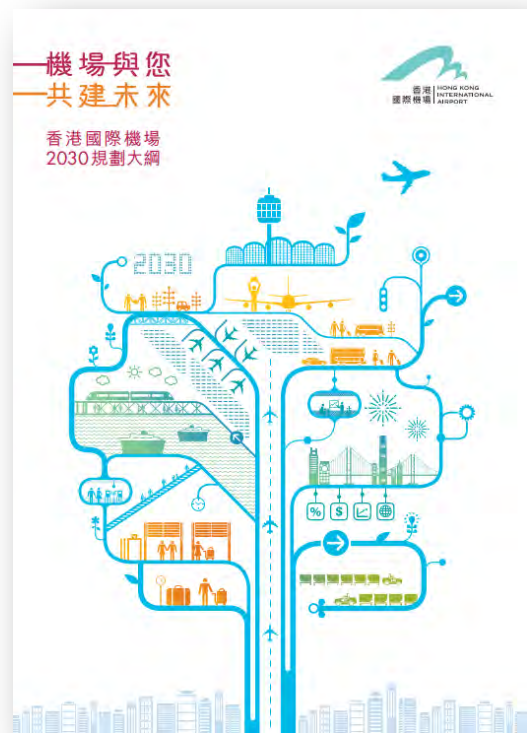 機場與您
共建未來
香港國際機場
2030規劃大綱
香港
國際機場
HONG KONG
INTERNATIONAL
AIRPORT
2030
%
$